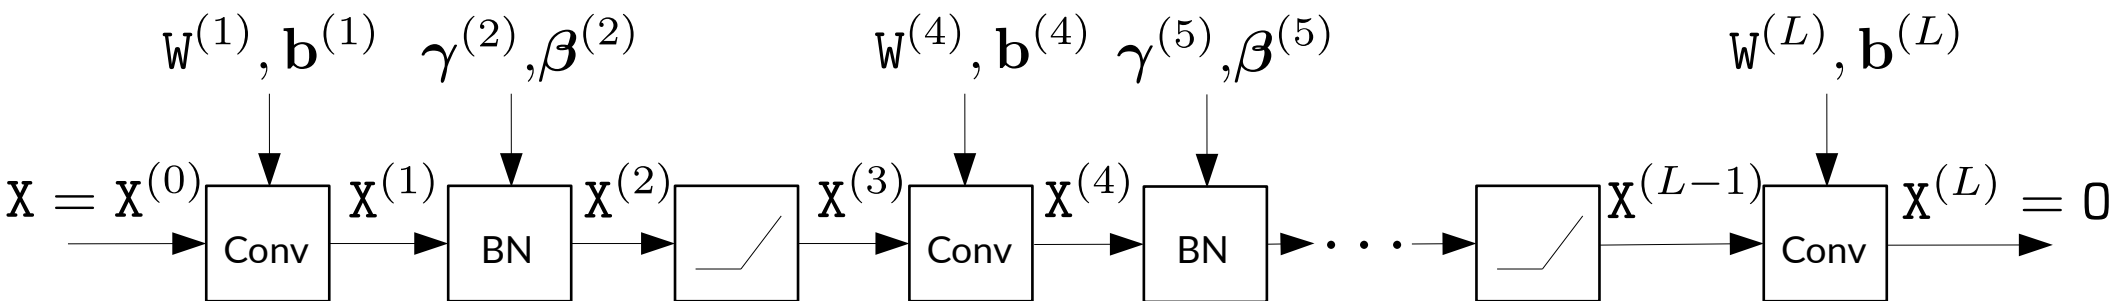 W^{(1)}, b^{(1)} γ^{(2)}, β^{(2)} W^{(4)}, b^{(4)} γ^{(5)}, β^{(5)} W^{(L)}, b^{(L)}
X = X^{(0)} X^{(1)} X^{(2)} X^{(3)} X^{(4)} X^{(L−1)} X^{(L)} = O
Conv BN Conv BN · · · Conv